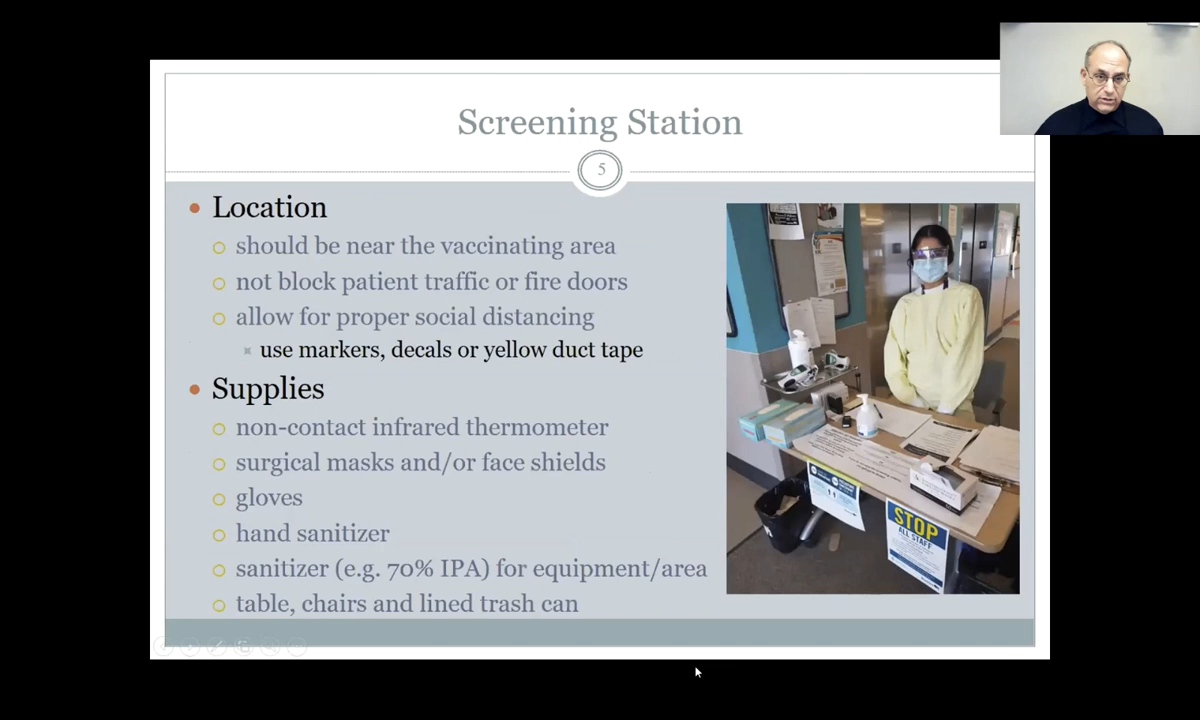 Screening Station
5
Location
should be near the vaccinating area
not block patient traffic or fire doors
allow for proper social distancing
use markers, decals or yellow duct tape
Supplies
non-contact infrared thermometer
surgical masks and/or face shields
gloves
hand sanitizer
sanitizer (e.g. 70% IPA) for equipment/area
table, chairs and lined trash can
STOP
ALL STAFF